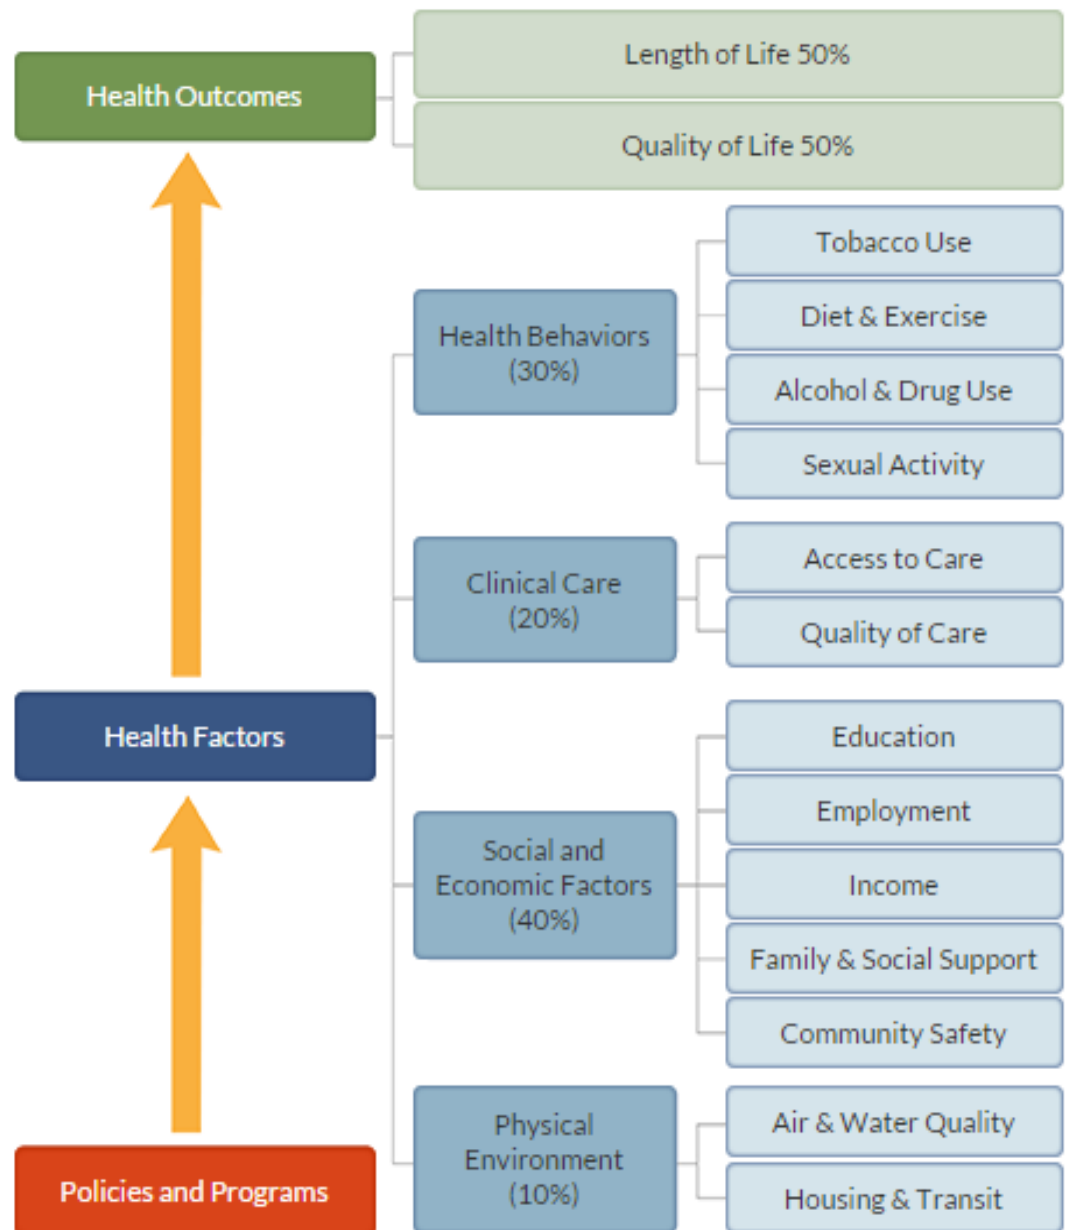 Health Outcomes
Length of Life 50%
Quality of Life 50%
Health Factors
Health Behaviors
(30%)
Tobacco Use
Diet & Exercise
Alcohol & Drug Use
Sexual Activity
Clinical Care
(20%)
Access to Care
Quality of Care
Social and
Economic Factors
(40%)
Education
Employment
Income
Family & Social Support
Community Safety
Physical
Environment
(10%)
Air & Water Quality
Housing & Transit
Policies and Programs